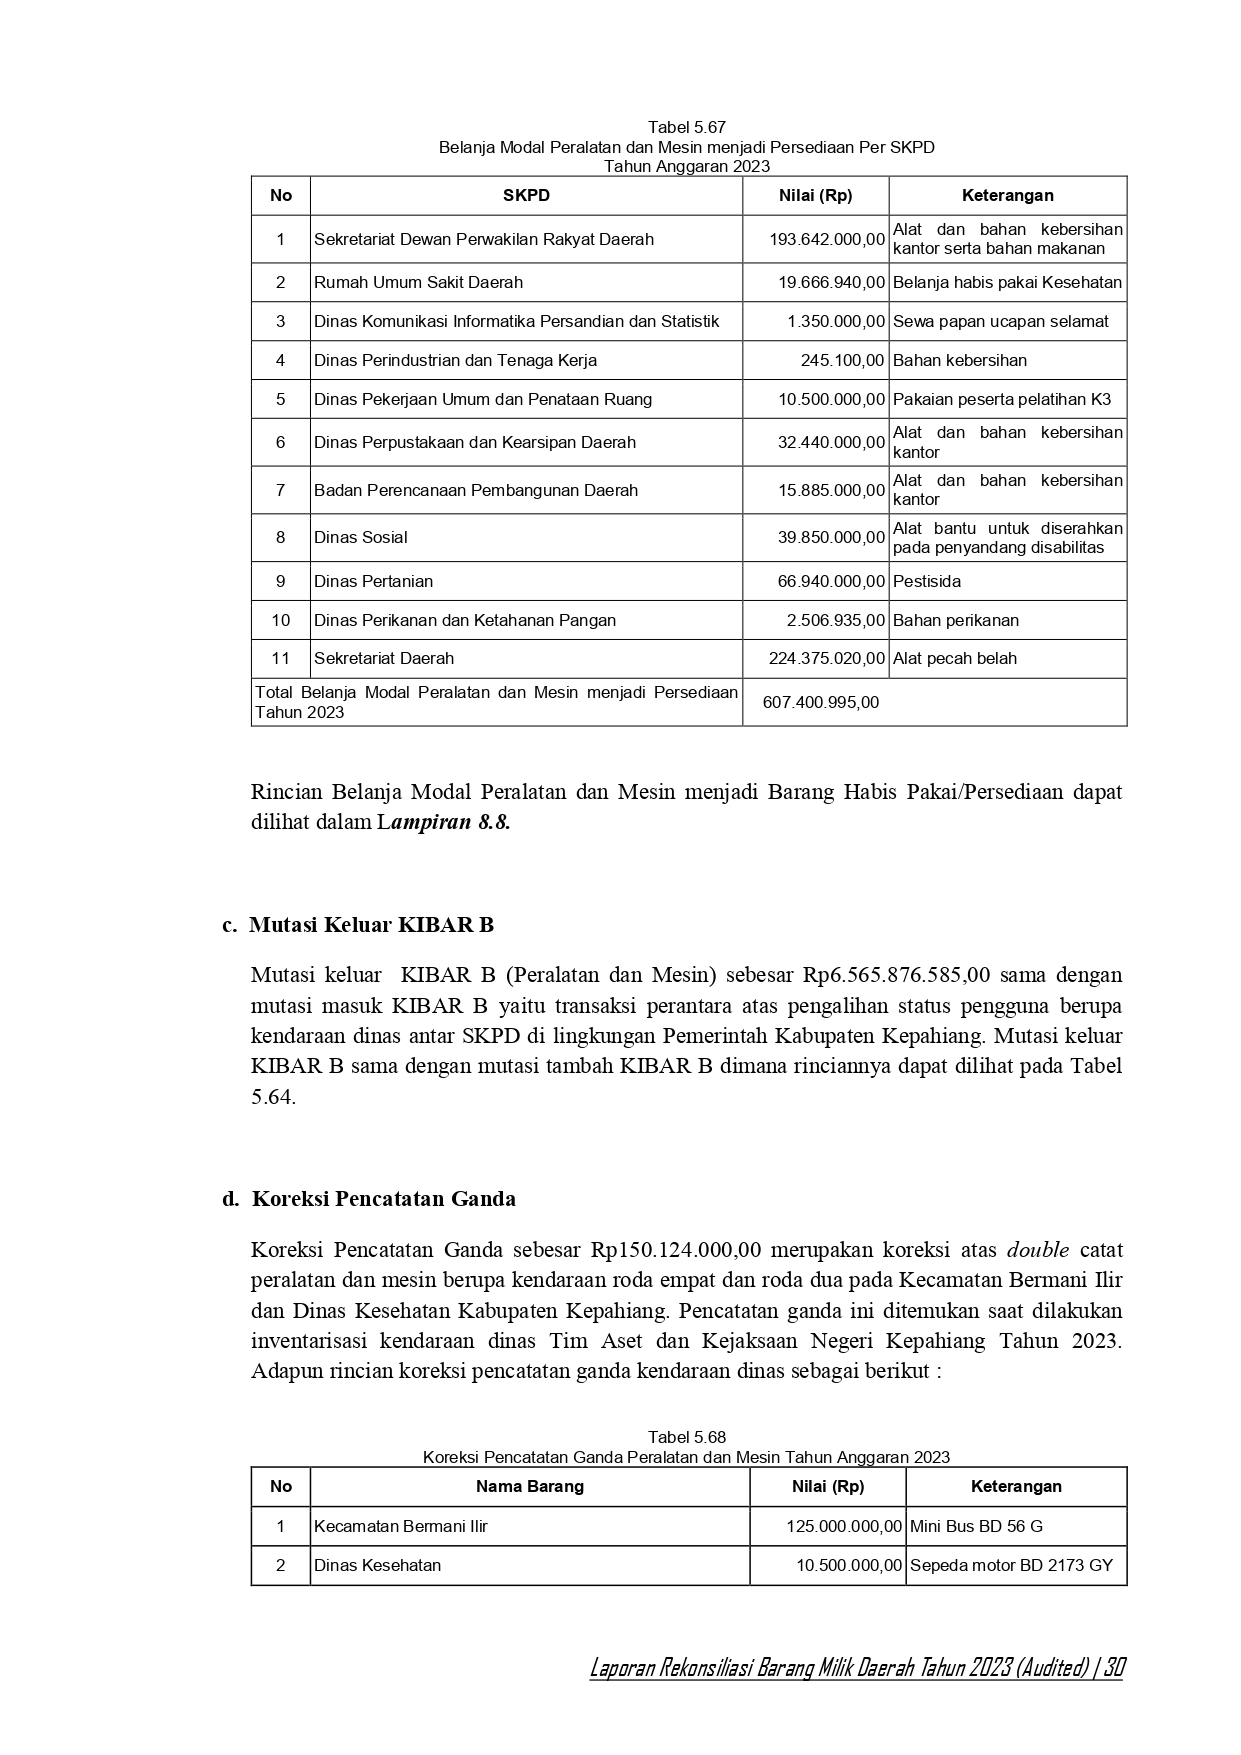 Tabel 5.67
Belanja Modal Peralatan dan Mesin menjadi Persediaan Per SKPD
Tahun Anggaran 2023
No SKPD Nilai (Rp) Keterangan
1 Sekretariat Dewan Perwakilan Rakyat Daerah 193.642.000,00 Alat dan bahan kebersihan
kantor serta bahan makanan
2 Rumah Umum Sakit Daerah 19.666.940,00 Belanja habis pakai Kesehatan
3 Dinas Komunikasi Informatika Persandian dan Statistik 1.350.000,00 Sewa papan ucapan selamat
4 Dinas Perindustrian dan Tenaga Kerja 245.100,00 Bahan kebersihan
5 Dinas Pekerjaan Umum dan Penataan Ruang 10.500.000,00 Pakaian peserta pelatihan K3
6 Dinas Perpustakaan dan Kearsipan Daerah 32.440.000,00 Alat dan bahan kebersihan
kantor
7 Badan Perencanaan Pembangunan Daerah 15.885.000,00 Alat dan bahan kebersihan
kantor
8 Dinas Sosial 39.850.000,00 Alat bantu untuk diserahkan
pada penyandang disabilitas
9 Dinas Pertanian 66.940.000,00 Pestisida
10 Dinas Perikanan dan Ketahanan Pangan 2.506.935,00 Bahan perikanan
11 Sekretariat Daerah 224.375.020,00 Alat pecah belah
Total Belanja Modal Peralatan dan Mesin menjadi Persediaan
Tahun 2023 607.400.995,00
Rincian Belanja Modal Peralatan dan Mesin menjadi Barang Habis Pakai/Persediaan dapat
dilihat dalam Lampiran 8.8.
c. Mutasi Keluar KIBAR B
Mutasi keluar KIBAR B (Peralatan dan Mesin) sebesar Rp6.565.876.585,00 sama dengan
mutasi masuk KIBAR B yaitu transaksi perantara atas pengalihan status pengguna berupa
kendaraan dinas antar SKPD di lingkungan Pemerintah Kabupaten Kepahiang. Mutasi keluar
KIBAR B sama dengan mutasi tambah KIBAR B dimana rinciannya dapat dilihat pada Tabel
5.64.
d. Koreksi Pencatatan Ganda
Koreksi Pencatatan Ganda sebesar Rp150.124.000,00 merupakan koreksi atas double catat
peralatan dan mesin berupa kendaraan roda empat dan roda dua pada Kecamatan Bermani Ilir
dan Dinas Kesehatan Kabupaten Kepahiang. Pencatatan ganda ini ditemukan saat dilakukan
inventarisasi kendaraan dinas Tim Aset dan Kejaksaan Negeri Kepahiang Tahun 2023.
Adapun rincian koreksi pencatatan ganda kendaraan dinas sebagai berikut :
Tabel 5.68
Koreksi Pencatatan Ganda Peralatan dan Mesin Tahun Anggaran 2023
No Nama Barang Nilai (Rp) Keterangan
1 Kecamatan Bermani Ilir 125.000.000,00 Mini Bus BD 56 G
2 Dinas Kesehatan 10.500.000,00 Sepeda motor BD 2173 GY
Laporan Rekonsiliasi Barang Milik Daerah Tahun 2023 (Audited) | 30